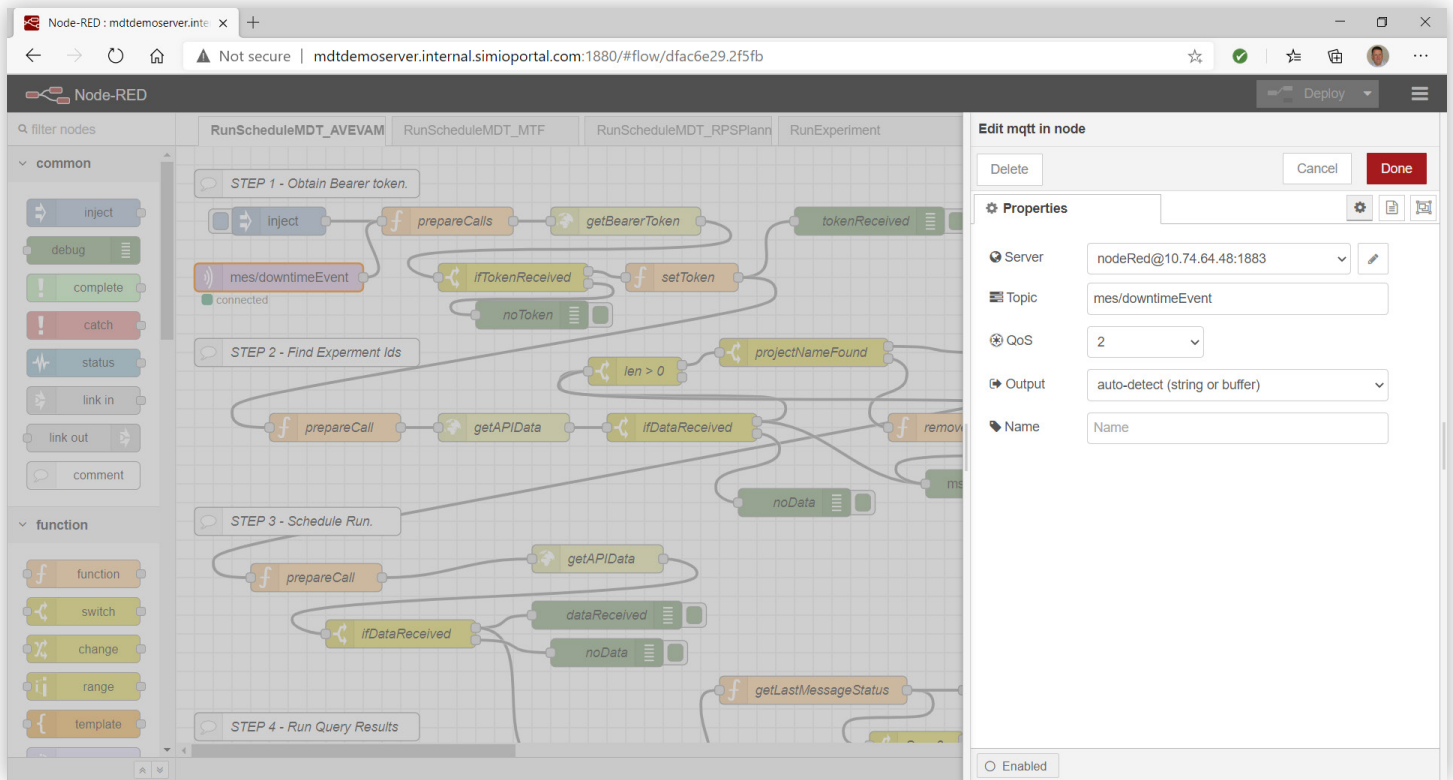 Node-RED : mdtdemoserver.inte
Not secure | mdtdemoserver.internal.simioportal.com:1880/#flow/dfac6e29.2f5fb
Node-RED
Deploy
filter nodes
common
inject
debug
complete
catch
status
link in
link out
comment
function
function
switch
change
range
template
RunScheduleMDT_AVEVAM
RunScheduleMDT_MTF
RunScheduleMDT_RPSPlann
RunExperiment
STEP 1 - Obtain Bearer token.
inject
prepareCalls
getBearerToken
tokenReceived
mes/downtimeEvent
connected
ifTokenReceived
setToken
noToken
STEP 2 - Find Experment Ids
len > 0
projectNameFound
prepareCall
getAPIData
ifDataReceived
remove
ms
noData
STEP 3 - Schedule Run.
getAPIData
prepareCall
dataReceived
ifDataReceived
noData
getLastMessageStatus
STEP 4 - Run Query Results
Edit mqtt in node
Delete
Cancel
Done
Properties
Server
nodeRed@10.74.64.48:1883
Topic
mes/downtimeEvent
QoS
2
Output
auto-detect (string or buffer)
Name
Name
Enabled